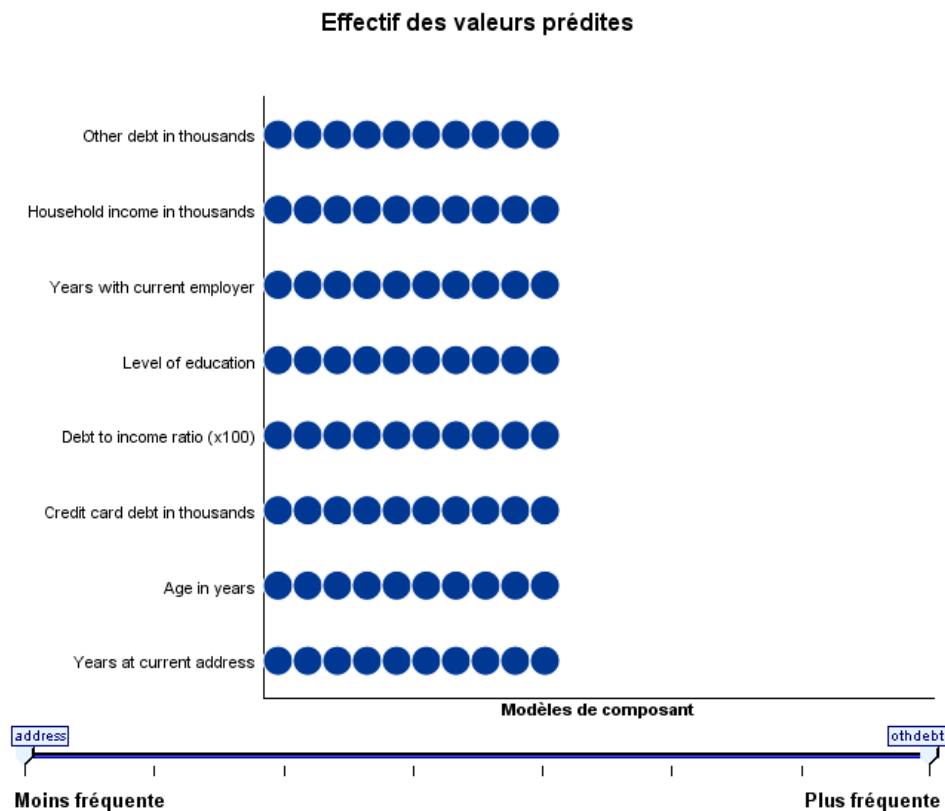 Effectif des valeurs prédites
Other debt in thousands
Household income in thousands
Years with current employer
Level of education
Debt to income ratio (x100)
Credit card debt in thousands
Age in years
Years at current address
Modèles de composant
address
othdebt
Moins fréquente
Plus fréquente